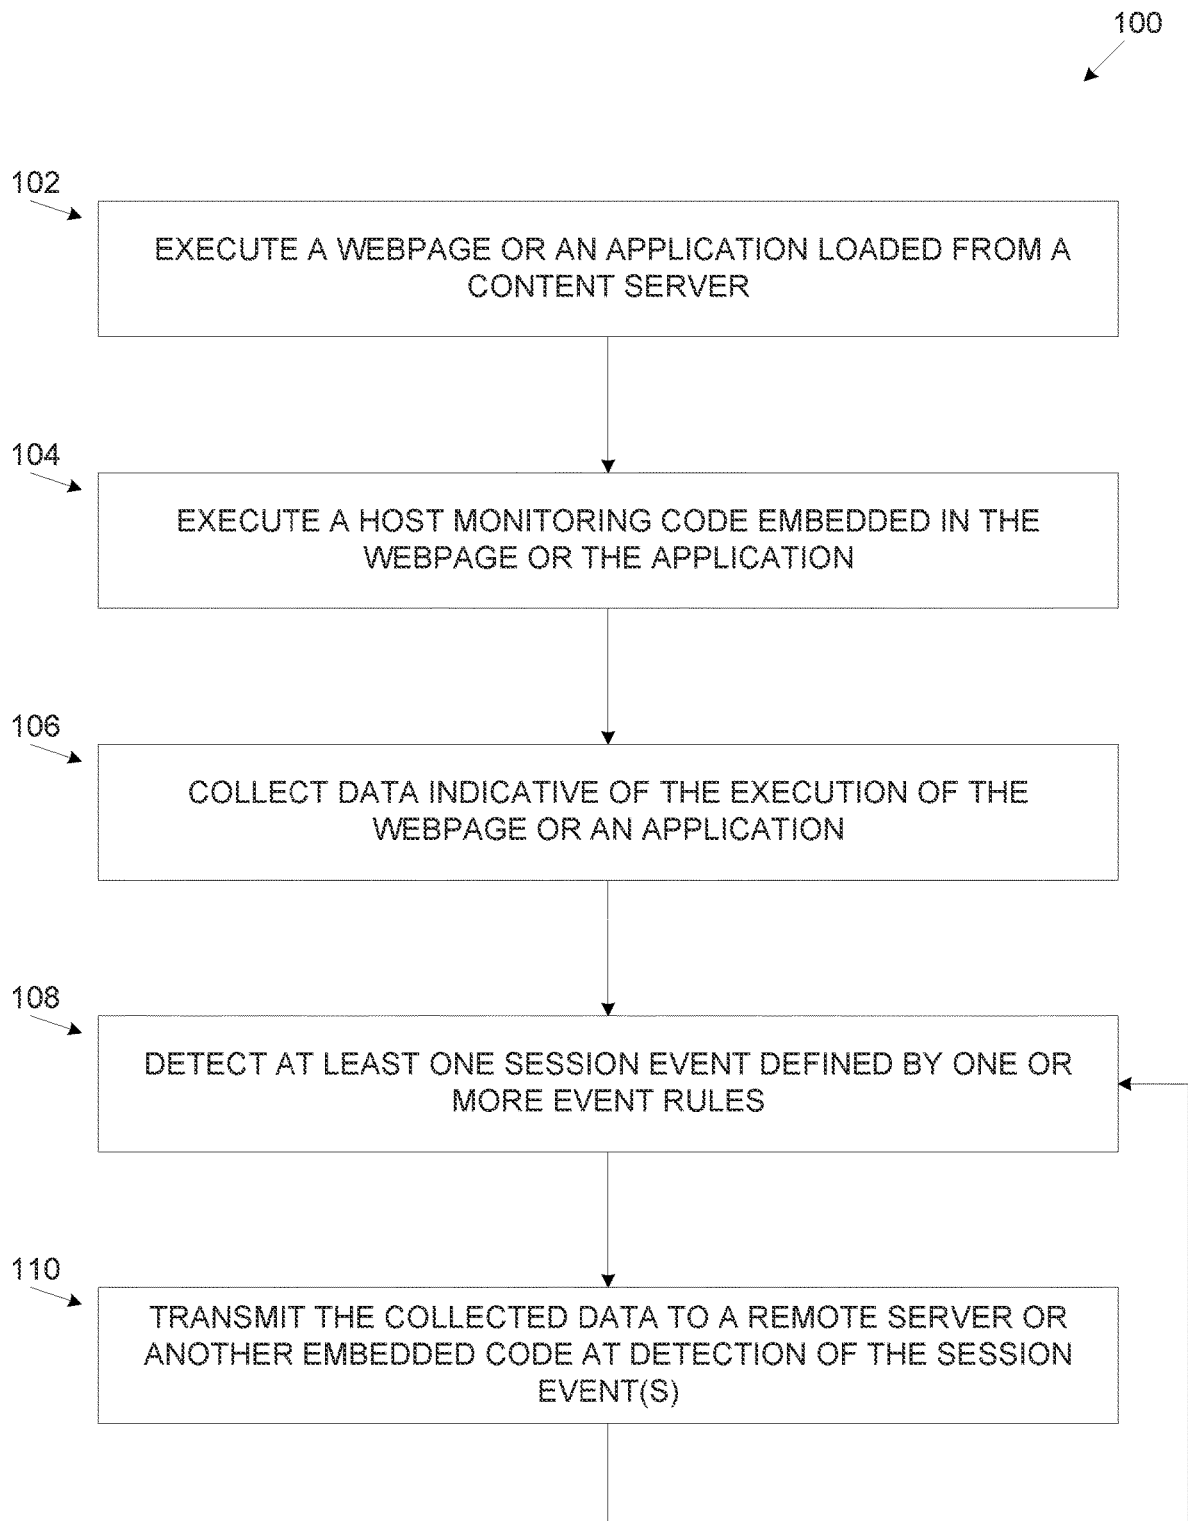 100
102
EXECUTE A WEBPAGE OR AN APPLICATION LOADED FROM A
CONTENT SERVER
104
EXECUTE A HOST MONITORING CODE EMBEDDED IN THE
WEBPAGE OR THE APPLICATION
106
COLLECT DATA INDICATIVE OF THE EXECUTION OF THE
WEBPAGE OR AN APPLICATION
108
DETECT AT LEAST ONE SESSION EVENT DEFINED BY ONE OR
MORE EVENT RULES
110
TRANSMIT THE COLLECTED DATA TO A REMOTE SERVER OR
ANOTHER EMBEDDED CODE AT DETECTION OF THE SESSION
EVENT(S)